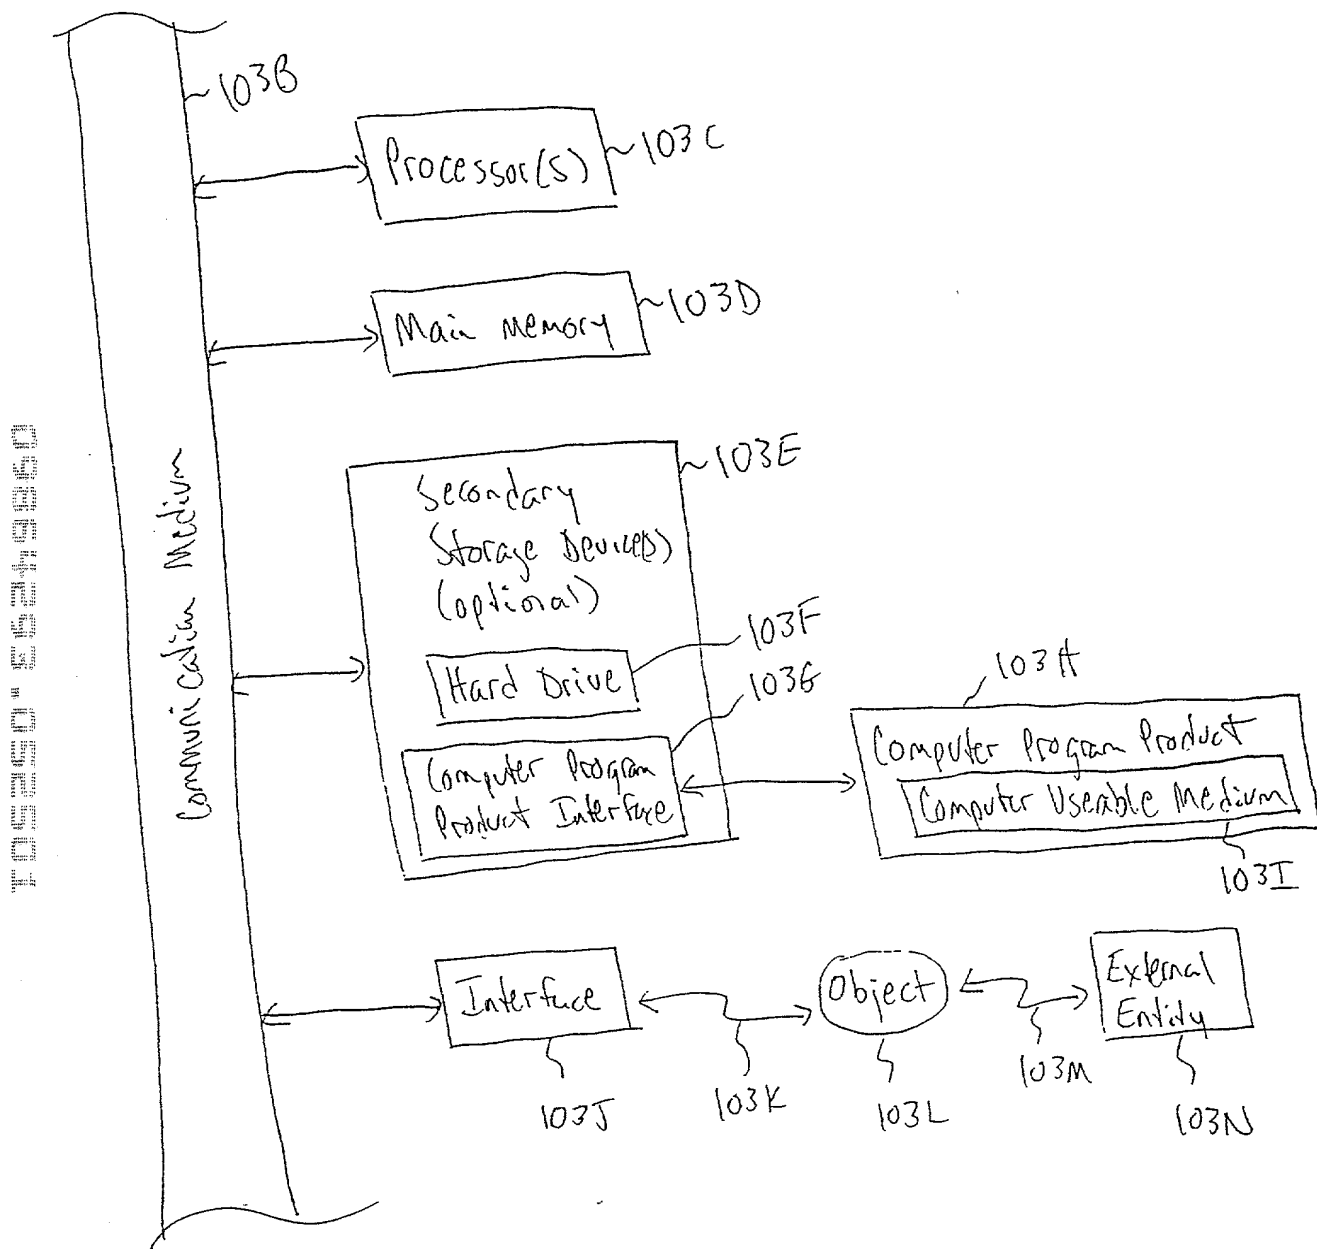 103B
Processor(s)
103C
Main Memory
103D
Communication Medium
103E
Secondary
Storage Device(s)
(optional)
103F
Hard Drive
103G
Computer Program
Product Interface
103H
Computer Program Product
Computer Useable Medium
103I
Interface
Object
External
Entity
103J
103K
103L
103M
103N